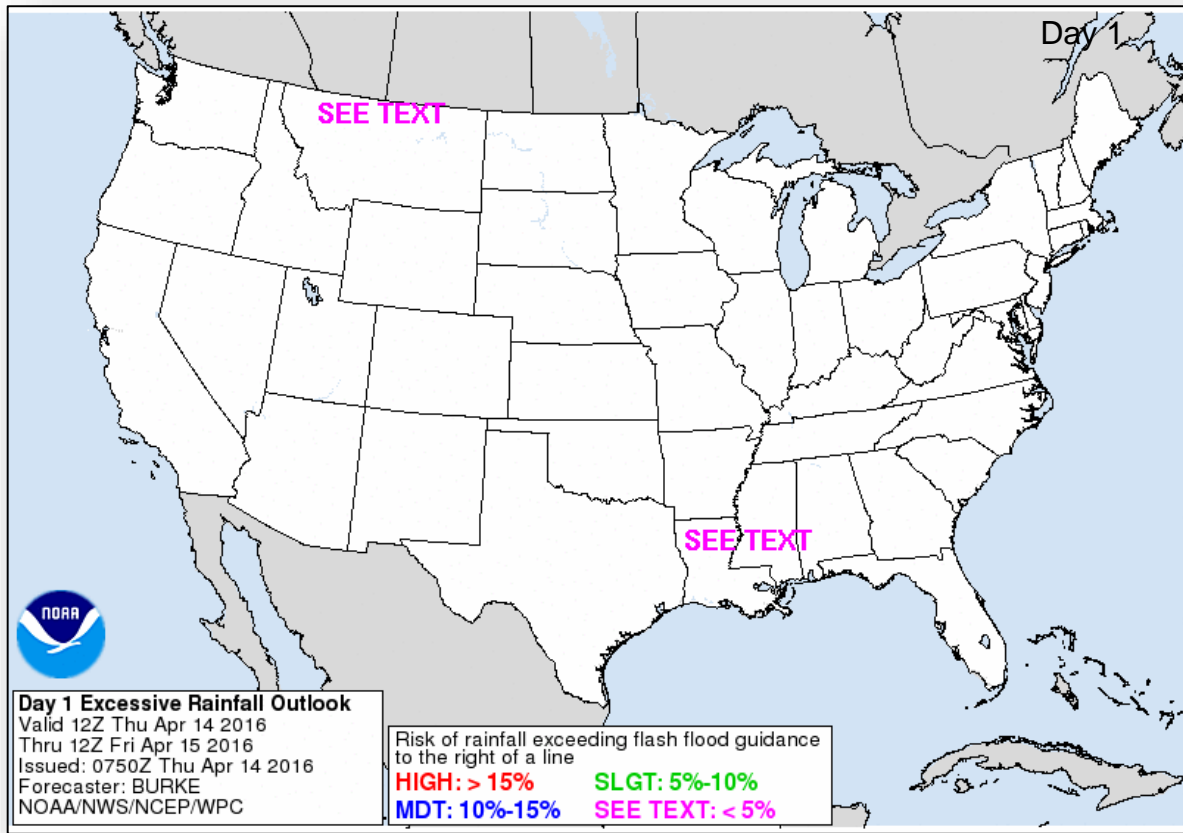 Day 1
SEE TEXT
SEE TEXT
NOAA
Day 1 Excessive Rainfall Outlook
Valid 12Z Thu Apr 14 2016
Thru 12Z Fri Apr 15 2016
Issued: 0750Z Thu Apr 14 2016
Forecaster: BURKE
NOAA/NWS/NCEP/WPC
Risk of rainfall exceeding flash flood guidance
to the right of a line
HIGH: > 15% SLGT: 5%-10%
MDT: 10%-15% SEE TEXT: < 5%